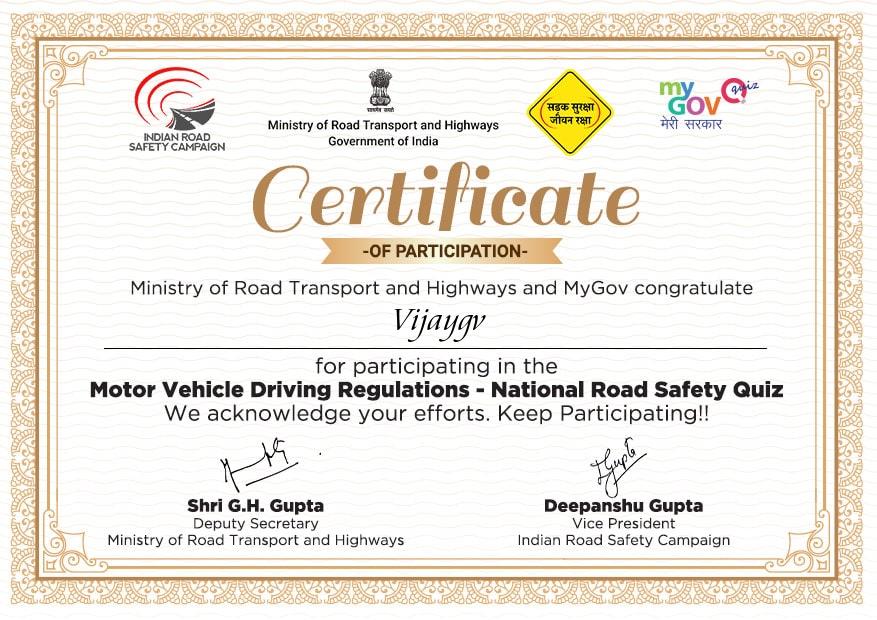 INDIAN ROAD
SAFETY CAMPAIGN
सत्यमेव जयते
Ministry of Road Transport and Highways
Government of India
सड़क सुरक्षा
जीवन रक्षा
my quiz
GOV
मेरी सरकार
Certificate
-OF PARTICIPATION-
Ministry of Road Transport and Highways and MyGov congratulate
Vijaygv
for participating in the
Motor Vehicle Driving Regulations - National Road Safety Quiz
We acknowledge your efforts. Keep Participating!!
Shri G.H. Gupta
Deputy Secretary
Ministry of Road Transport and Highways
Deepanshu Gupta
Vice President
Indian Road Safety Campaign